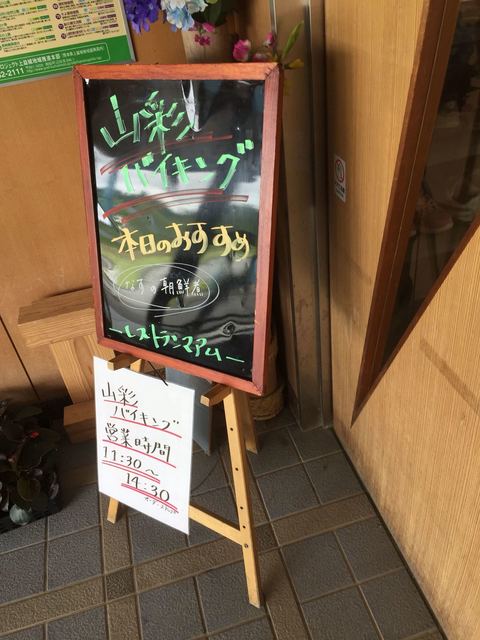 山彩
バイキング
本日のおすすめ
なすの朝鮮煮
ーレストランマアムー
山彩
バイキング
営業時間
11:30〜
14:30